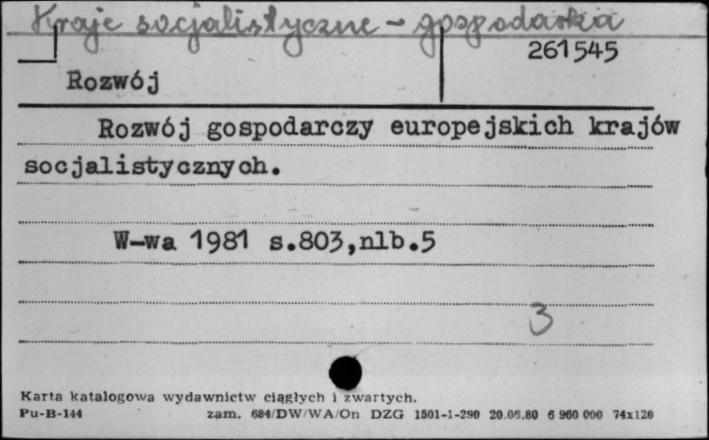 Kraje socjalistyczne - gospodarka
261545
Rozwój
Rozwój gospodarczy europejskich krajów
socjalistycznych.
W-wa 1981 s.803,nlb.5
3
Karta katalogowa wydawnictw ciągłych i zwartych.
Pu-B-144 zam. 684/DW/WA/On DZG 1501-1-290 20.06.80 6 960 000 74x120